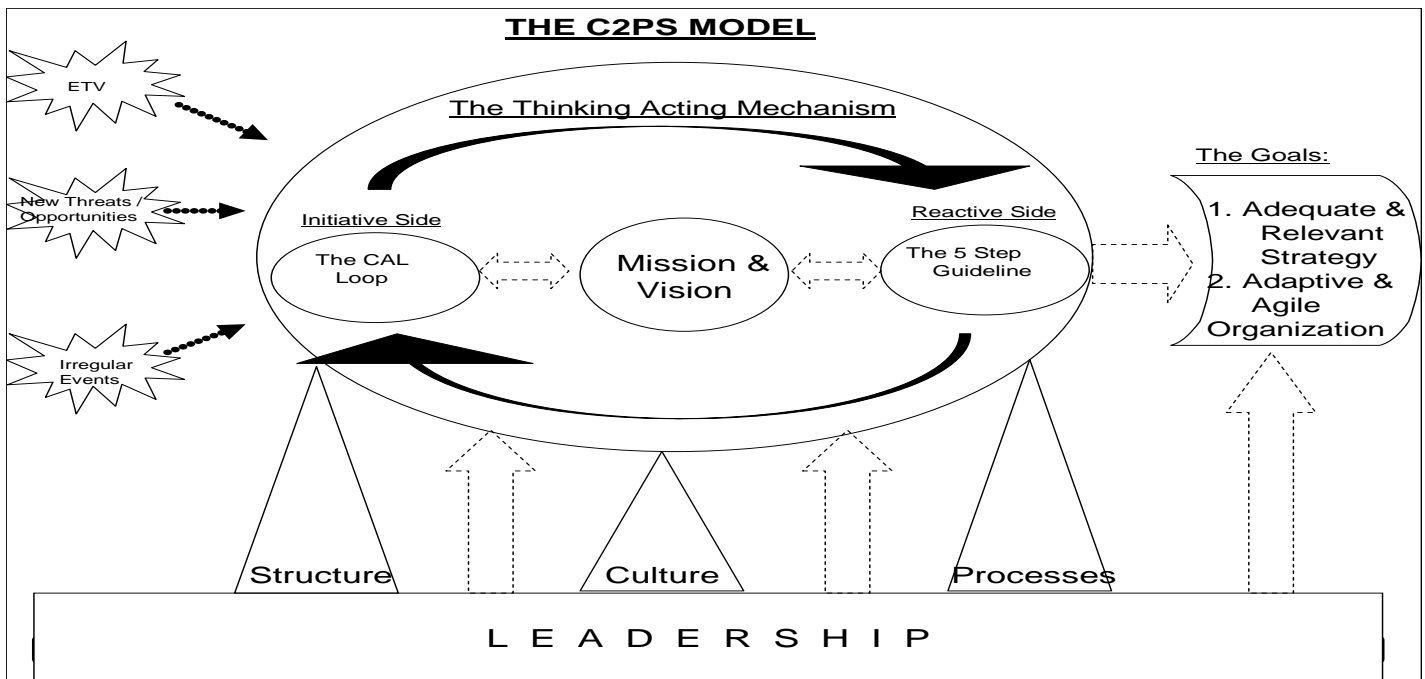 THE C2PS MODEL
ETV
The Thinking Acting Mechanism
The Goals:
New Threats /
Opportunities
Initiative Side
Reactive Side
The CAL
Loop
Mission &
Vision
The 5 Step
Guideline
1. Adequate &
Relevant
Strategy
2. Adaptive &
Agile
Organization
Irregular
Events
Structure
Culture
Processes
L E A D E R S H I P